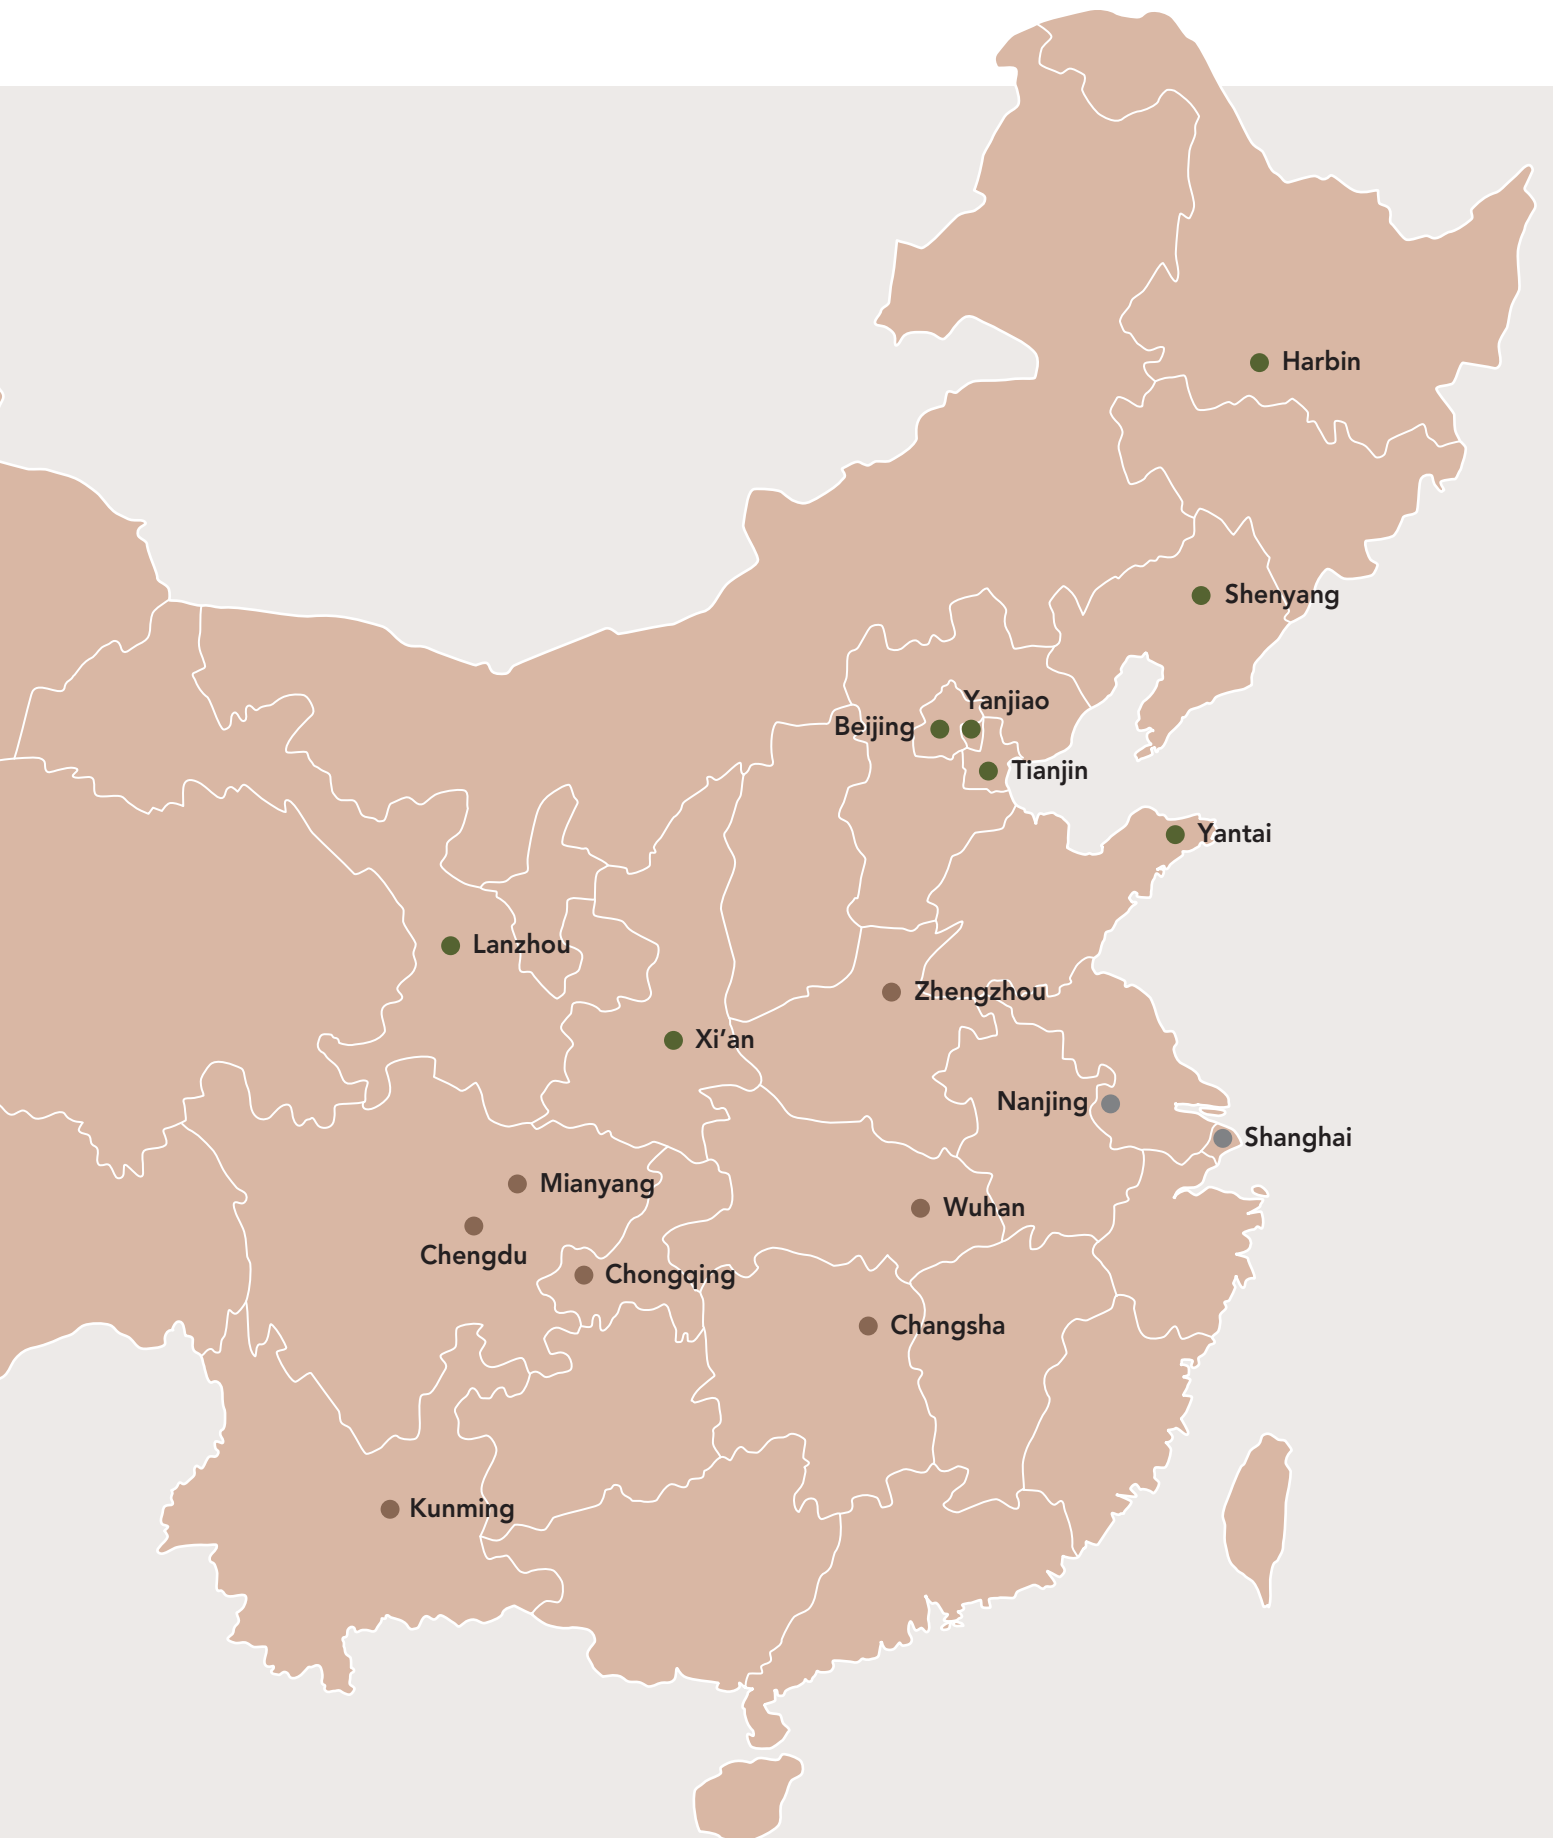 Harbin
Shenyang
Yanjiao
Beijing
Tianjin
Yantai
Lanzhou
Zhengzhou
Xi’an
Nanjing
Shanghai
Mianyang
Wuhan
Chengdu
Chongqing
Changsha
Kunming